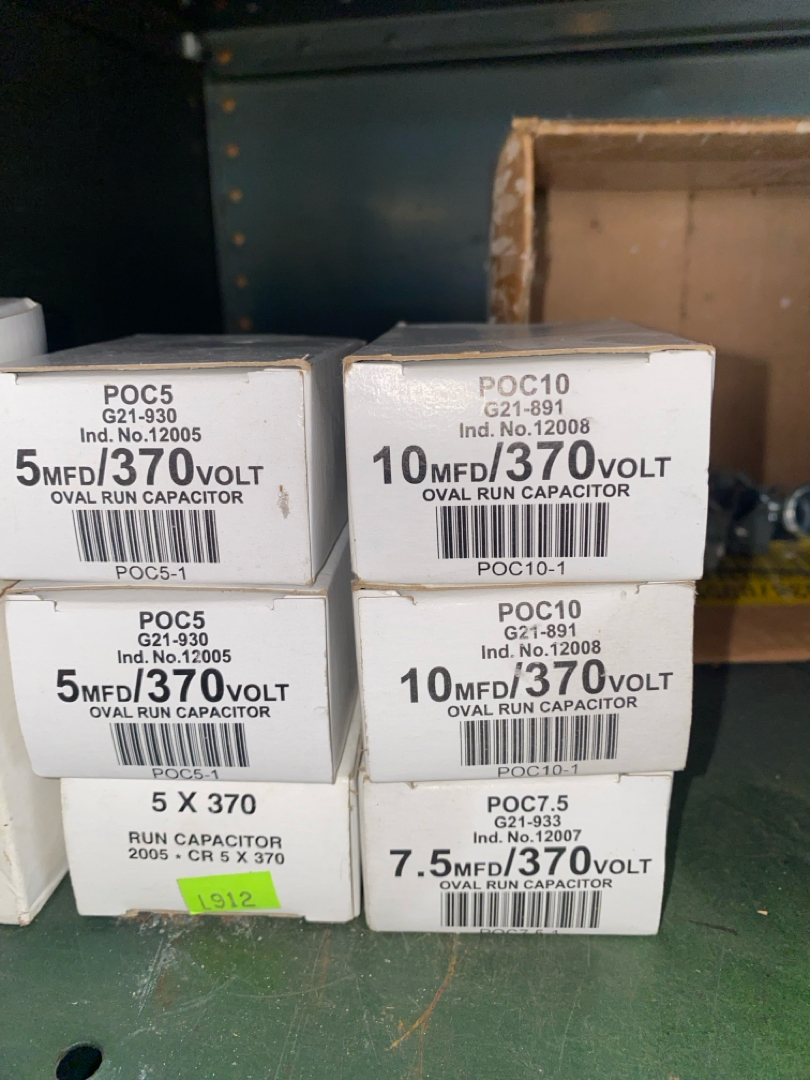 POC5
G21-930
Ind. No.12005
5MFD/370VOLT
OVAL RUN CAPACITOR
POC5-1
POC10
G21-891
Ind. No.12008
10MFD/370VOLT
OVAL RUN CAPACITOR
POC10-1
POC5
G21-930
Ind. No.12005
5MFD/370VOLT
OVAL RUN CAPACITOR
POC5-1
POC10
G21-891
Ind. No.12008
10MFD/370VOLT
OVAL RUN CAPACITOR
POC10-1
5 X 370
RUN CAPACITOR
2005 • CR 5 X 370
L912
POC7.5
G21-933
Ind. No.12007
7.5MFD/370VOLT
OVAL RUN CAPACITOR
POC7.5-1